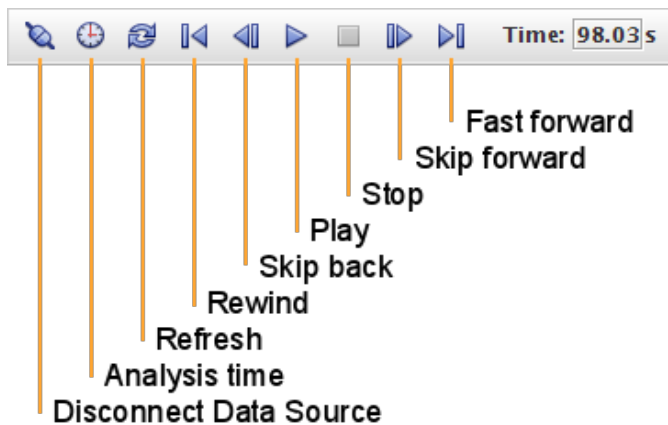 Time: 98.03 s
Fast forward
Skip forward
Stop
Play
Skip back
Rewind
Refresh
Analysis time
Disconnect Data Source